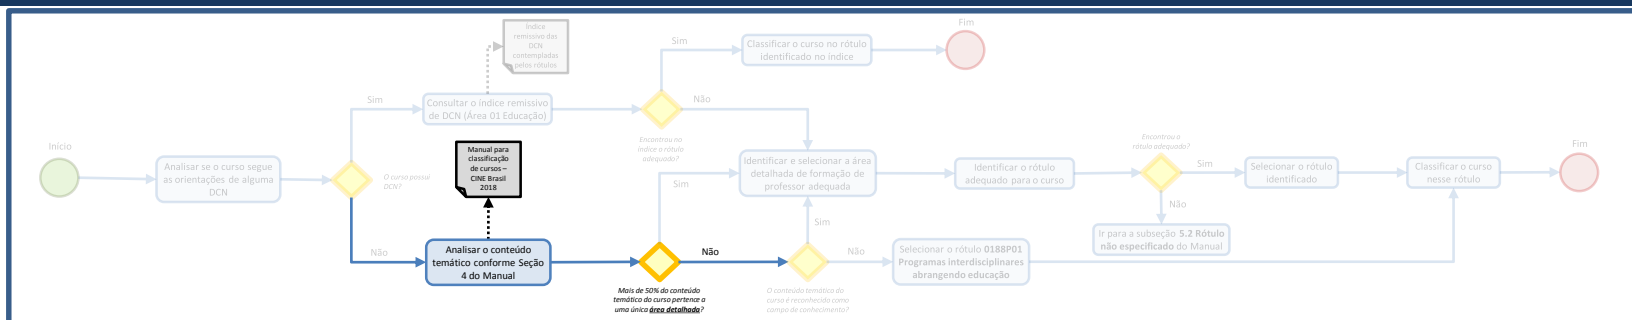 Índice
remissivo das
DCN
contempladas
pelos rótulos
Fim
Sim
Classificar o curso no rótulo
identificado no índice
Sim
Consultar o índice remissivo
de DCN (Área 01 Educação)
Não
Encontrou no
índice o rótulo
adequado?
Início
Analisar se o curso segue
as orientações de alguma
DCN
O curso possui
DCN?
Manual para
classificação
de cursos –
CINE Brasil
2018
Identificar e selecionar a área
detalhada de formação de
professor adequada
Identificar o rótulo
adequado para o curso
Encontrou o
rótulo adequado?
Sim
Selecionar o rótulo
identificado
Classificar o curso
nesse rótulo
Fim
Sim
Sim
Não
Ir para a subseção 5.2 Rótulo
não especificado do Manual
Não
Analisar o conteúdo
temático conforme Seção
4 do Manual
Não
Não
Selecionar o rótulo 0188P01
Programas interdisciplinares
abrangendo educação
Mais de 50% do conteúdo
temático do curso pertence a
uma única área detalhada?
O conteúdo temático do
curso é reconhecido como
campo de conhecimento?